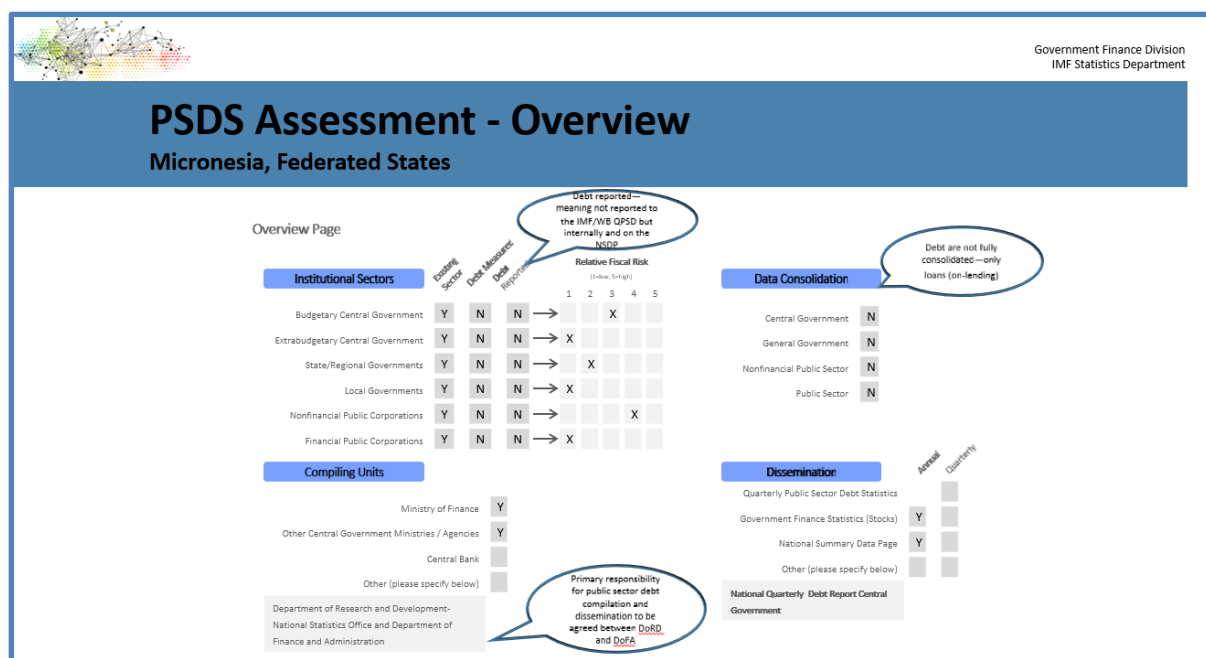 Government Finance Division
IMF Statistics Department
PSDS Assessment - Overview
Micronesia, Federated States
Overview Page
Debt reported—
meaning not reported to
the IMF/WB QPSD but
internally and on the
NSDP
Institutional Sectors
Existing
Sector
Debt Measured
Debt
Reported
Relative Fiscal Risk
(1=low, 5=high)
1 2 3 4 5
Budgetary Central Government Y N N X
Extrabudgetary Central Government Y N N X
State/Regional Governments Y N N X
Local Governments Y N N X
Nonfinancial Public Corporations Y N N X
Financial Public Corporations Y N N X
Data Consolidation
Debt are not fully
consolidated—only
loans (on-lending)
Central Government N
General Government N
Nonfinancial Public Sector N
Public Sector N
Compiling Units
Ministry of Finance Y
Other Central Government Ministries / Agencies Y
Central Bank
Other (please specify below)
Department of Research and Development-
National Statistics Office and Department of
Finance and Administration
Primary responsibility
for public sector debt
compilation and
dissemination to be
agreed between DoRD
and DoFA
Dissemination
Annual
Quarterly
Quarterly Public Sector Debt Statistics
Government Finance Statistics (Stocks) Y
National Summary Data Page Y
Other (please specify below)
National Quarterly Debt Report Central
Government